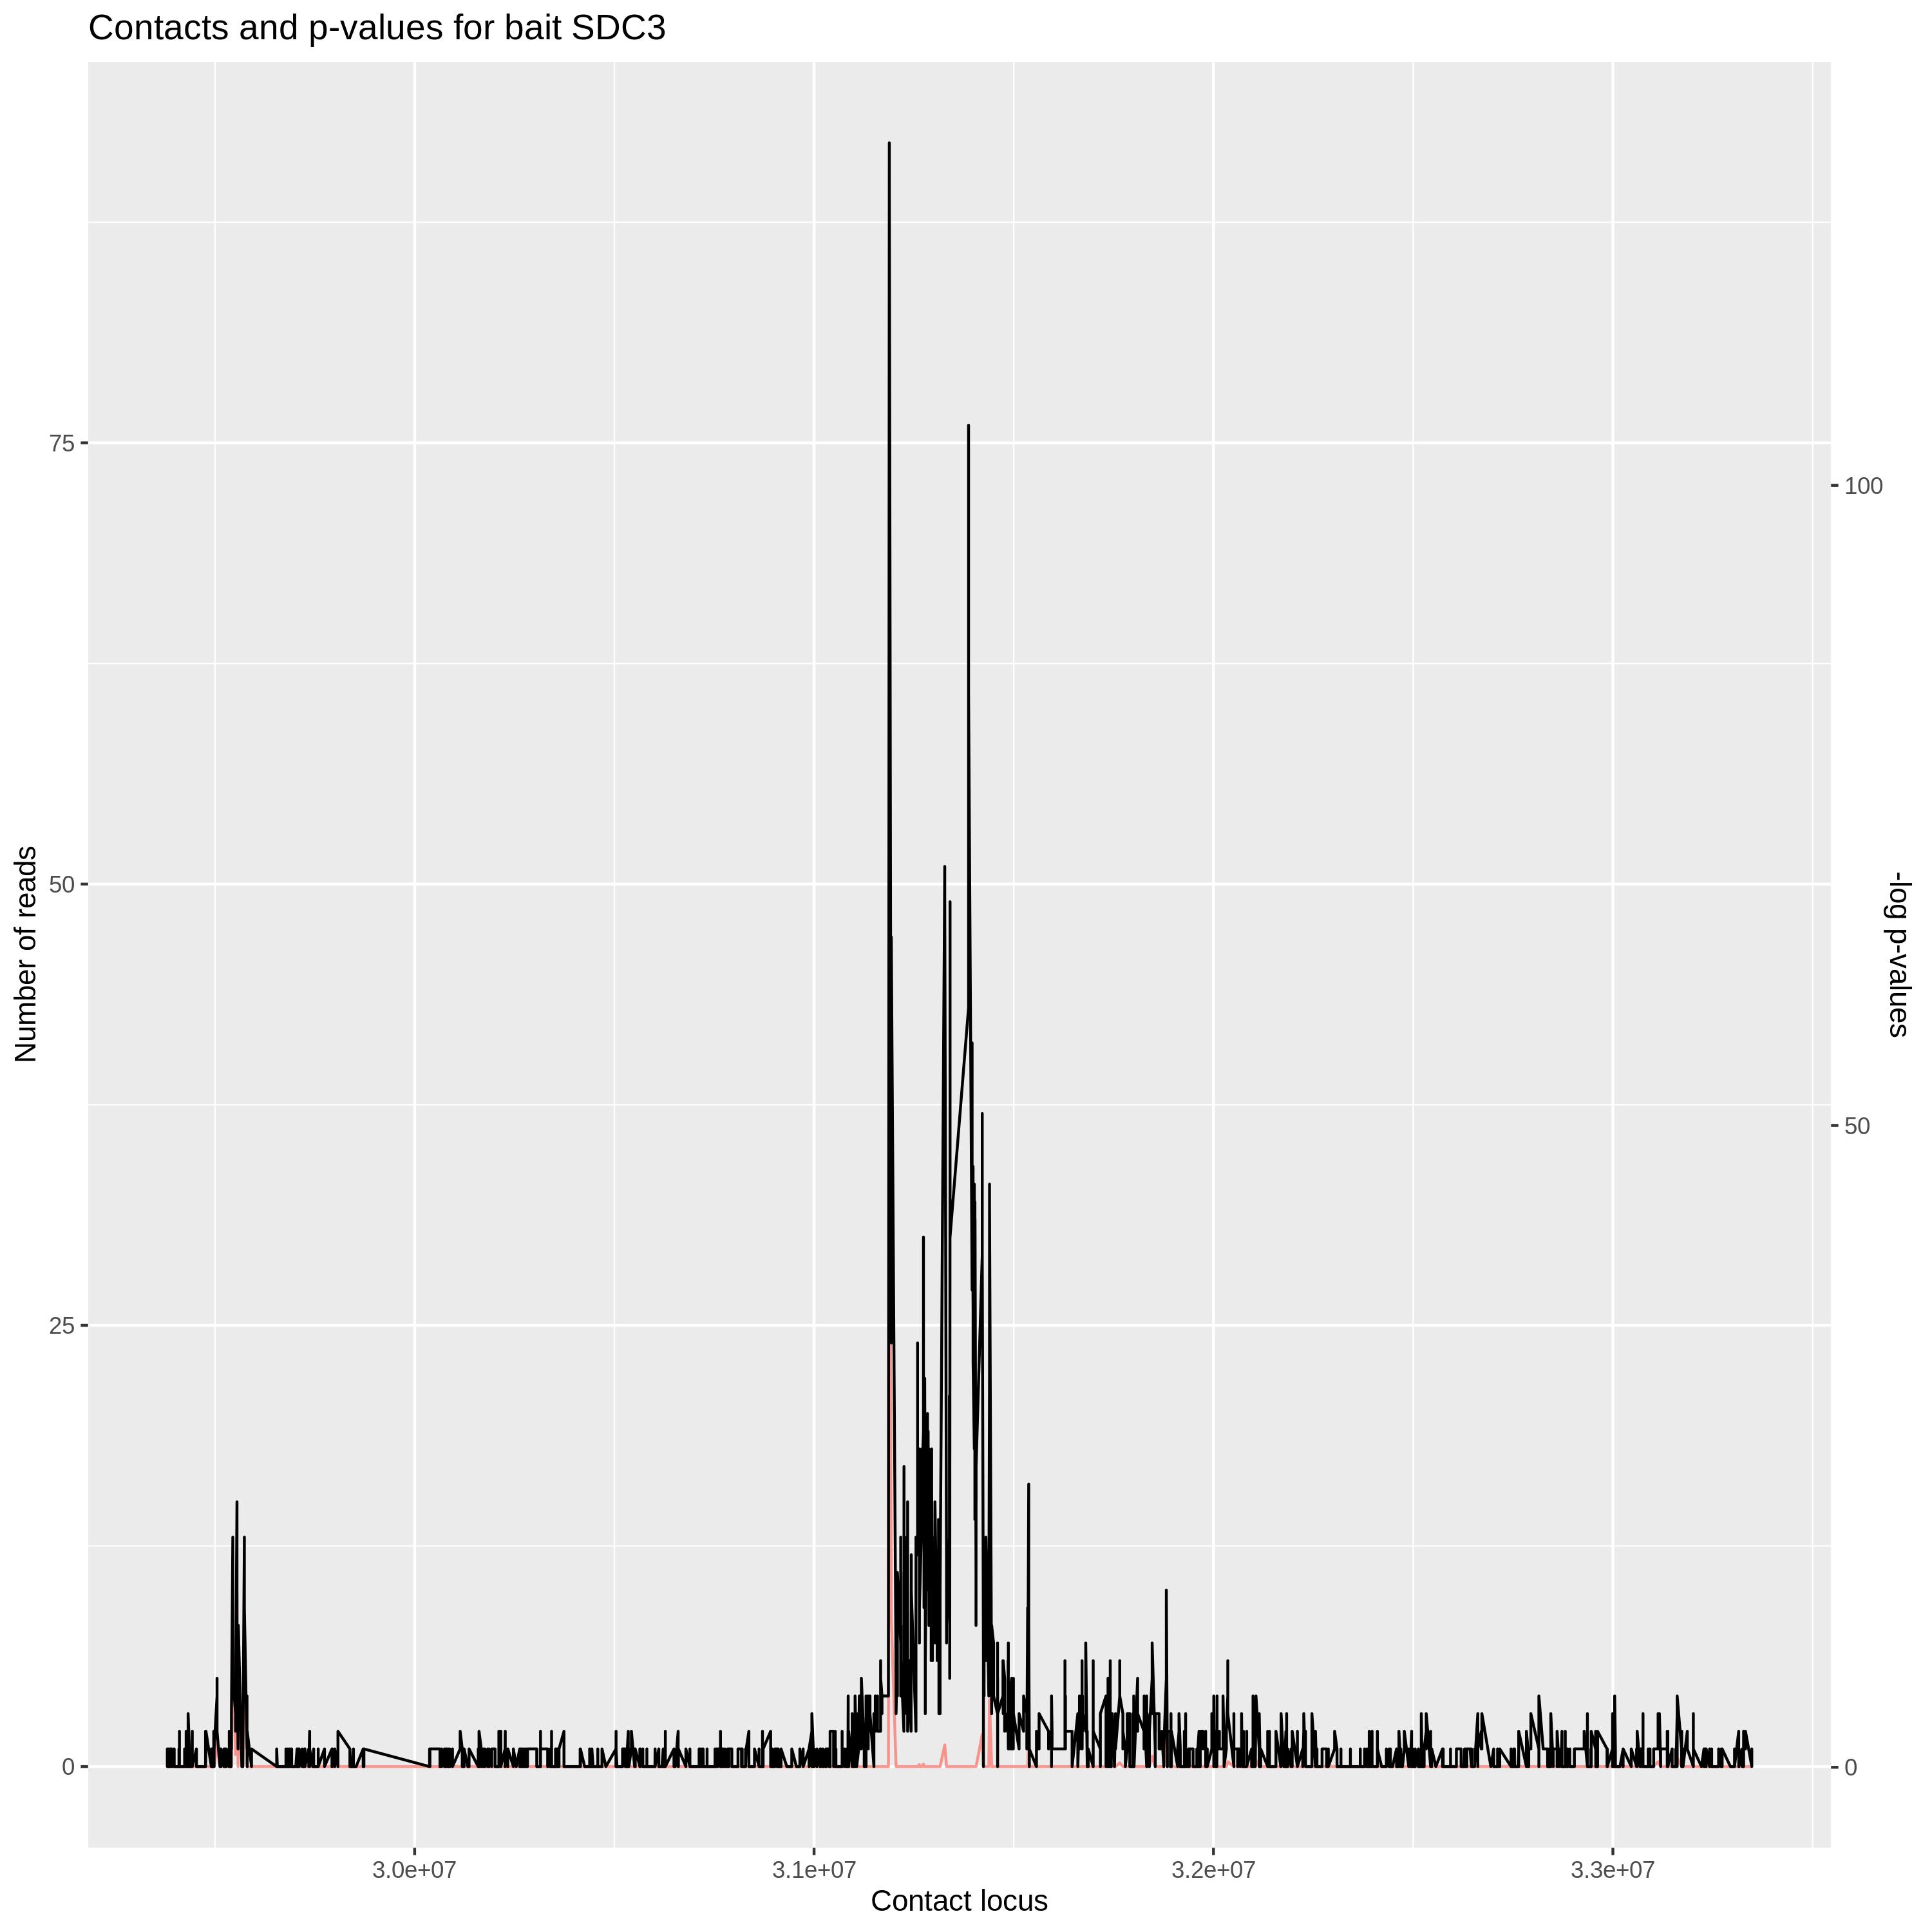 Contacts and p-values for bait SDC3
75
50
25
0
Number of reads
100
50
0
-log p-values
3.0e+07
3.1e+07
3.2e+07
3.3e+07
Contact locus